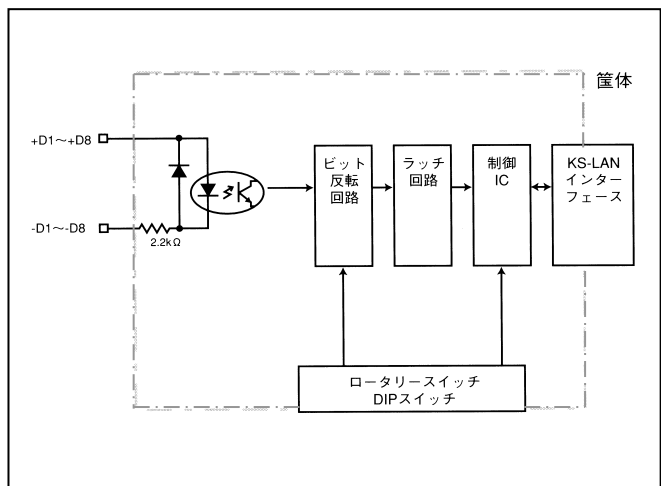 筐体
+D1～+D8
-D1～-D8
2.2kΩ
ビット
反転
回路
ラッチ
回路
制御
IC
KS-LAN
インター
フェース
ロータリースイッチ
DIPスイッチ